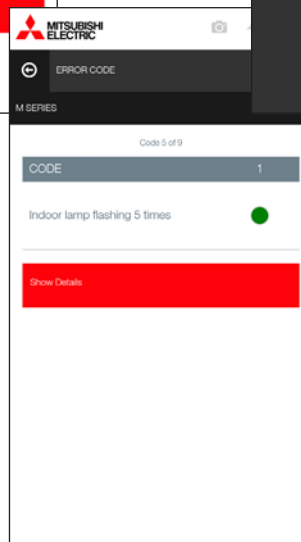 MITSUBISHI
ELECTRIC
ERROR CODE
M SERIES
Code 5 of 9
CODE 1
Indoor lamp flashing 5 times
Show Details